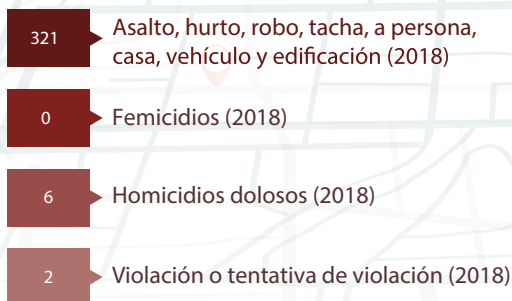 321
Asalto, hurto, robo, tacha, a persona,
casa, vehículo y edificación (2018)
0
Femicidios (2018)
6
Homicidios dolosos (2018)
2
Violación o tentativa de violación (2018)